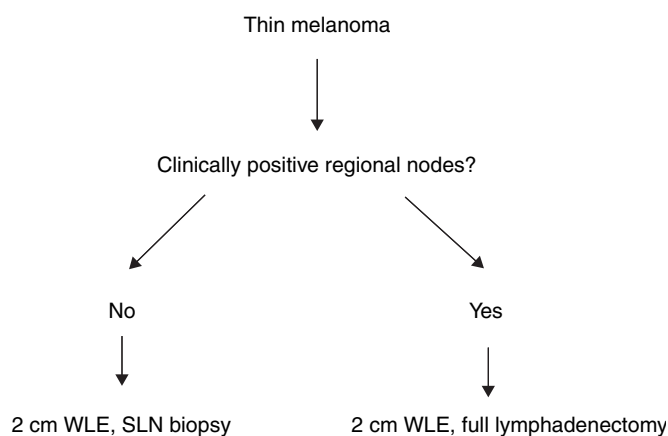 Thin melanoma
Clinically positive regional nodes?
No
Yes
2 cm WLE, SLN biopsy
2 cm WLE, full lymphadenectomy